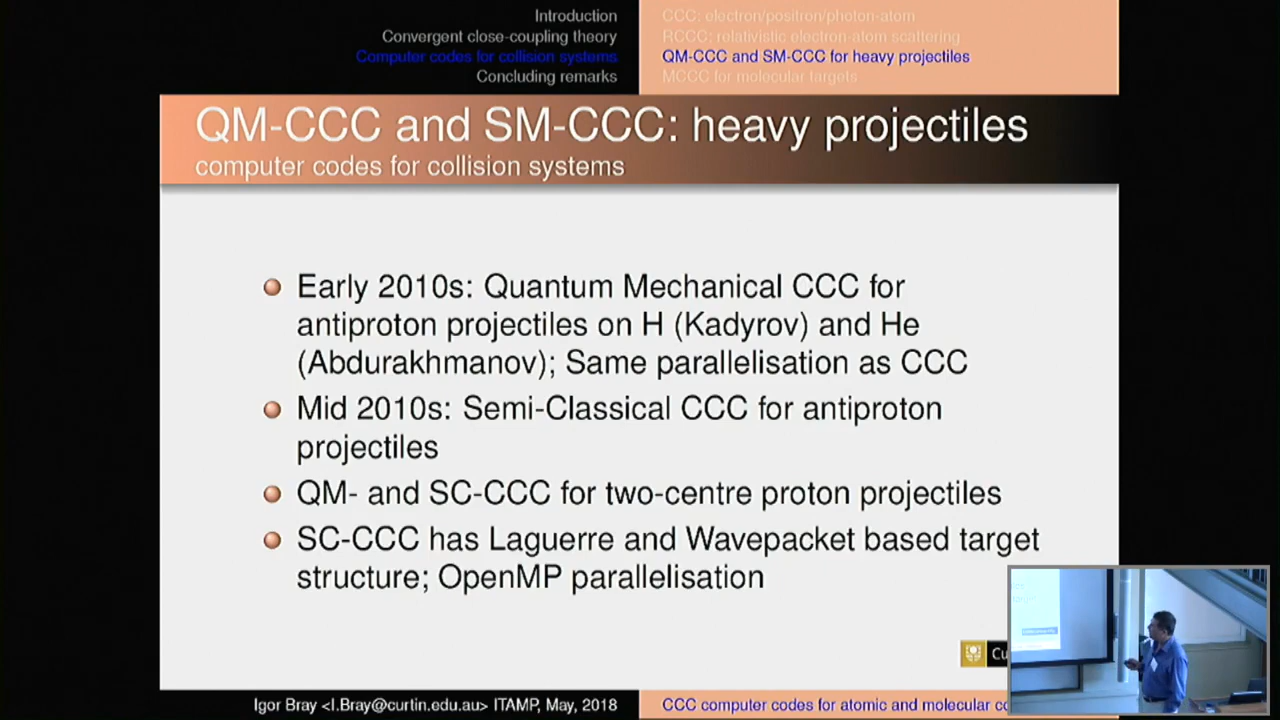 Introduction
Convergent close-coupling theory
Computer codes for collision systems
Concluding remarks
CCC: electron/positron/photon-atom
RCCC: relativistic electron-atom scattering
QM-CCC and SM-CCC for heavy projectiles
MCCC for molecular targets
QM-CCC and SM-CCC: heavy projectiles
computer codes for collision systems
Early 2010s: Quantum Mechanical CCC for
antiproton projectiles on H (Kadyrov) and He
(Abdurakhmanov); Same parallelisation as CCC
Mid 2010s: Semi-Classical CCC for antiproton
projectiles
QM- and SC-CCC for two-centre proton projectiles
SC-CCC has Laguerre and Wavepacket based target
structure; OpenMP parallelisation
Igor Bray <I.Bray@curtin.edu.au> ITAMP, May, 2018
CCC computer codes for atomic and molecular